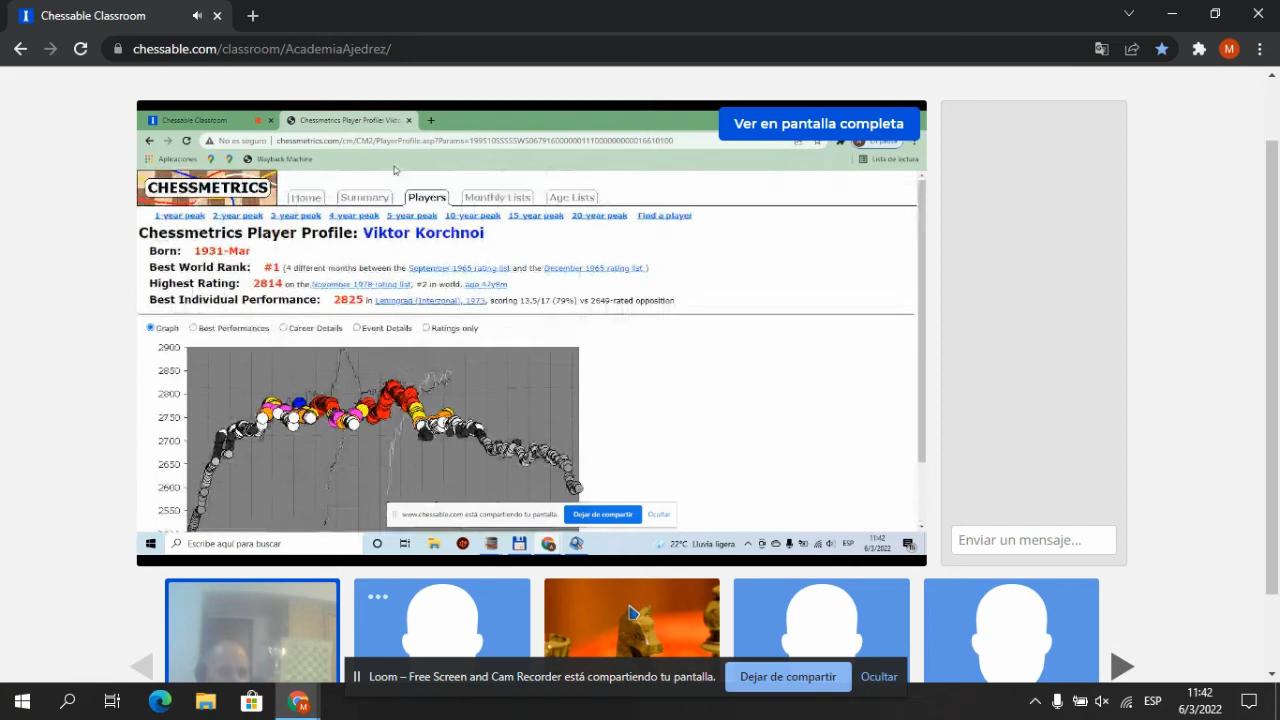 Chessable Classroom
chessable.com/classroom/AcademiaAjedrez/
M
Chessable Classroom
Chessmetrics Player Profile: Vikt
Ver en pantalla completa
No es seguro
chessmetrics.com/cm/CM2/PlayerProfile.asp?Params=199510SSSSSWS067916000000111000000000016610100
Aplicaciones
Wayback Machine
Lista de lectura
CHESSMETRICS
Home Summary Players Monthly Lists Age Lists
1-year peak 2-year peak 3-year peak 4-year peak 5-year peak 10-year peak 15-year peak 20-year peak Find a player
Chessmetrics Player Profile: Viktor Korchnoi
Born: 1931-Mar
Best World Rank: #1 (4 different months between the September 1965 rating list and the December 1965 rating list )
Highest Rating: 2814 on the November 1978 rating list, #2 in world, age 47y8m
Best Individual Performance: 2825 in Leningrad (Interzonal), 1973, scoring 13.5/17 (79%) vs 2649-rated opposition
Graph Best Performances Career Details Event Details Ratings only
2900
2850
2800
2750
2700
2650
2600
2550
www.chessable.com está compartiendo tu pantalla.
Dejar de compartir
Ocultar
Escribe aquí para buscar
22°C Lluvia ligera
ESP
11:42
6/3/2022
Enviar un mensaje...
Loom – Free Screen and Cam Recorder está compartiendo tu pantalla.
Dejar de compartir
Ocultar
ESP
11:42
6/3/2022